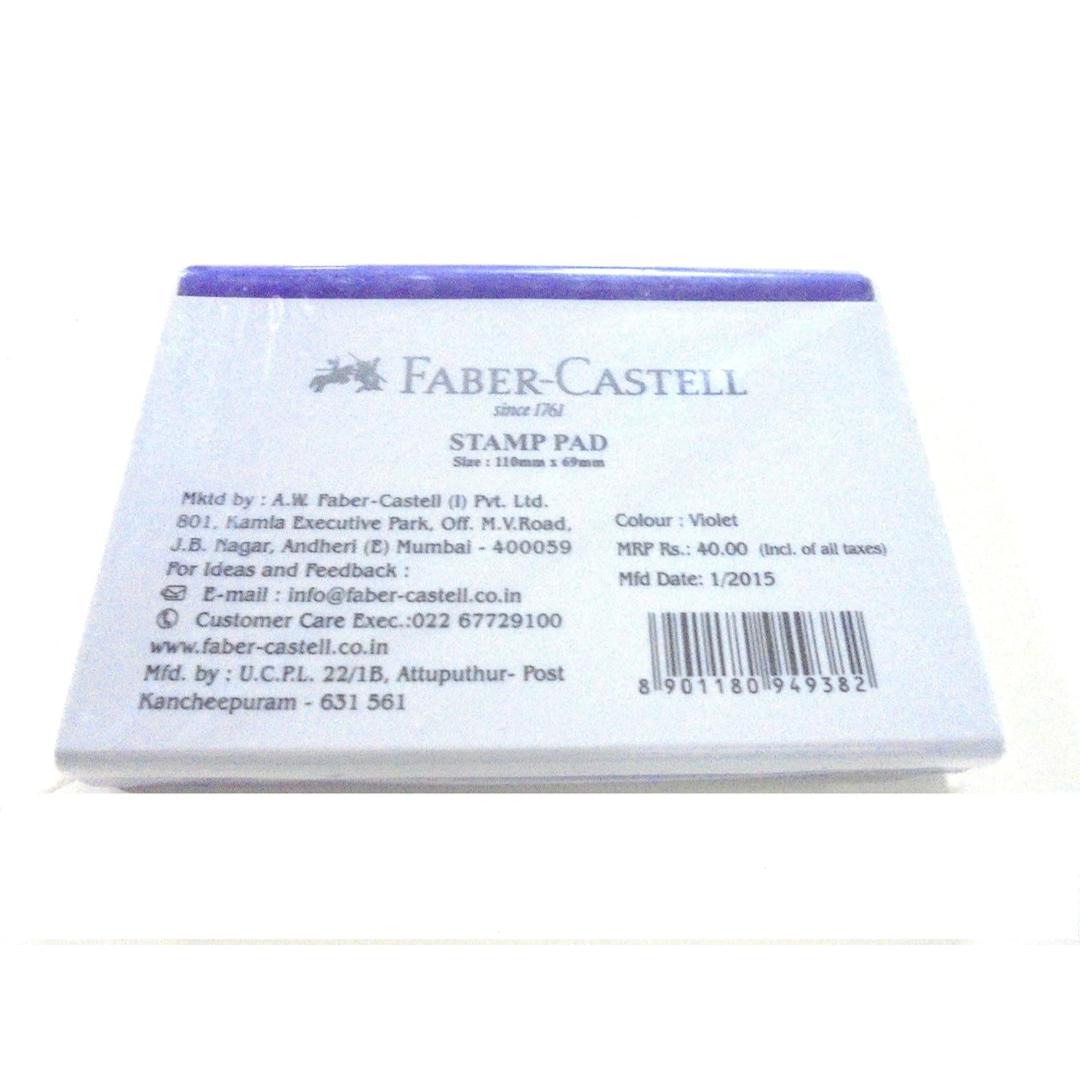 FABER-CASTELL
since 1761
STAMP PAD
Size : 110mm x 69mm
Mktd by : A.W. Faber-Castell (I) Pvt. Ltd.
801, Kamla Executive Park, Off. M.V.Road,
J.B. Nagar, Andheri (E) Mumbai - 400059
For Ideas and Feedback :
E-mail : info@faber-castell.co.in
Customer Care Exec.:022 67729100
www.faber-castell.co.in
Mfd. by : U.C.P.L. 22/1B, Attuputhur- Post
Kancheepuram - 631 561
Colour : Violet
MRP Rs.: 40.00 (Incl. of all taxes)
Mfd Date: 1/2015
8 901180 949382